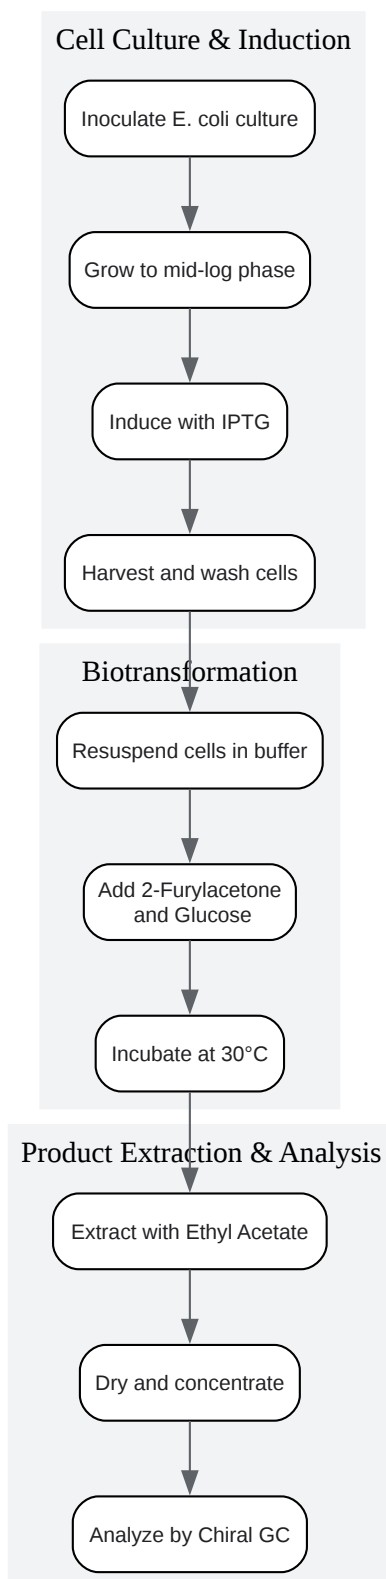 Cell Culture & Induction
Inoculate E. coli culture
Grow to mid-log phase
Induce with IPTG
Harvest and wash cells
Biotransformation
Resuspend cells in buffer
Add 2-Furylacetone
and Glucose
Incubate at 30°C
Product Extraction & Analysis
Extract with Ethyl Acetate
Dry and concentrate
Analyze by Chiral GC